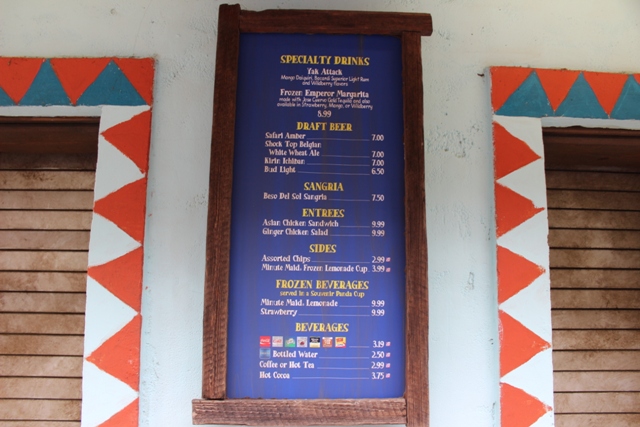 SPECIALTY DRINKS
Yak Attack
Mango Daiquiri, Bacardi Superior Light Rum
and Wildberry flavors
Frozen Emperor Margarita
made with Jose Cuervo Gold Tequila and also
available in Strawberry, Mango, or Wildberry
8.99
DRAFT BEER
Safari Amber 7.00
Shock Top Belgian
White Wheat Ale 7.00
Kirin Ichiban 7.00
Bud Light 6.50
SANGRIA
Beso Del Sol Sangria 7.50
ENTREES
Asian Chicken Sandwich 9.99
Ginger Chicken Salad 9.99
SIDES
Assorted Chips 2.99
Minute Maid® Frozen Lemonade Cup 3.99
FROZEN BEVERAGES
served in a Souvenir Panda Cup
Minute Maid® Lemonade 9.99
Strawberry 9.99
BEVERAGES
3.19
Bottled Water 2.50
Coffee or Hot Tea 2.99
Hot Cocoa 3.75